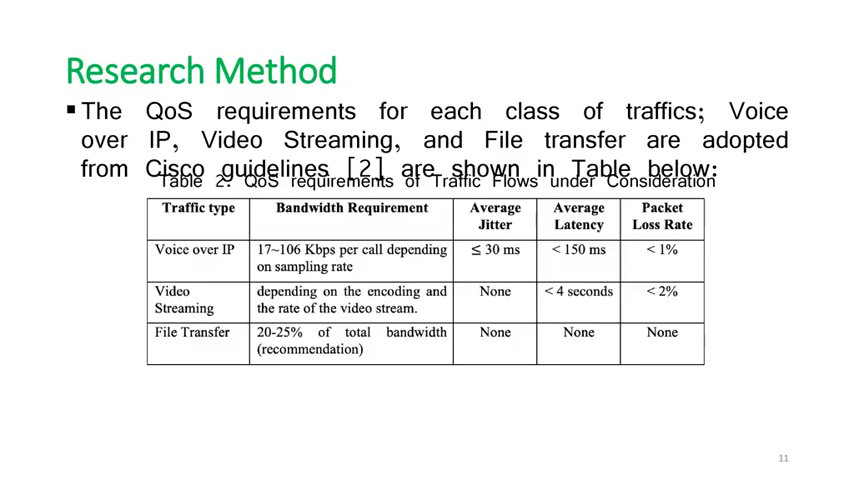 Research Method
▪ The QoS requirements for each class of traffics; Voice
over IP, Video Streaming, and File transfer are adopted
from Cisco guidelines [2] are shown in Table below:
Table 2: QoS requirements of Traffic Flows under Consideration
Traffic type | Bandwidth Requirement | Average Jitter | Average Latency | Packet Loss Rate
Voice over IP | 17~106 Kbps per call depending on sampling rate | ≤ 30 ms | < 150 ms | < 1%
Video Streaming | depending on the encoding and the rate of the video stream. | None | < 4 seconds | < 2%
File Transfer | 20-25% of total bandwidth (recommendation) | None | None | None
11